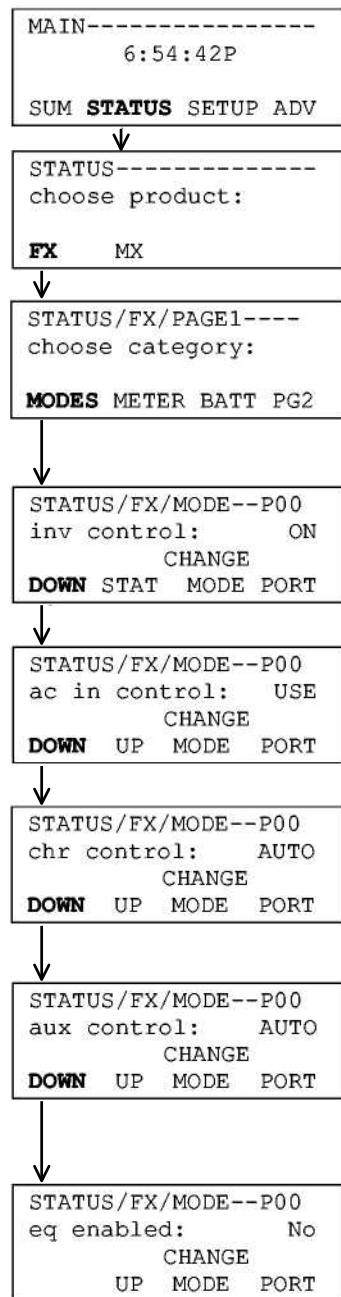 MAIN-----------------
6:54:42P
SUM STATUS SETUP ADV
STATUS--------------
choose product:
FX MX
STATUS/FX/PAGE1----
choose category:
MODES METER BATT PG2
STATUS/FX/MODE--P00
inv control: ON
CHANGE
DOWN STAT MODE PORT
STATUS/FX/MODE--P00
ac in control: USE
CHANGE
DOWN UP MODE PORT
STATUS/FX/MODE--P00
chr control: AUTO
CHANGE
DOWN UP MODE PORT
STATUS/FX/MODE--P00
aux control: AUTO
CHANGE
DOWN UP MODE PORT
STATUS/FX/MODE--P00
eq enabled: No
CHANGE
UP MODE PORT